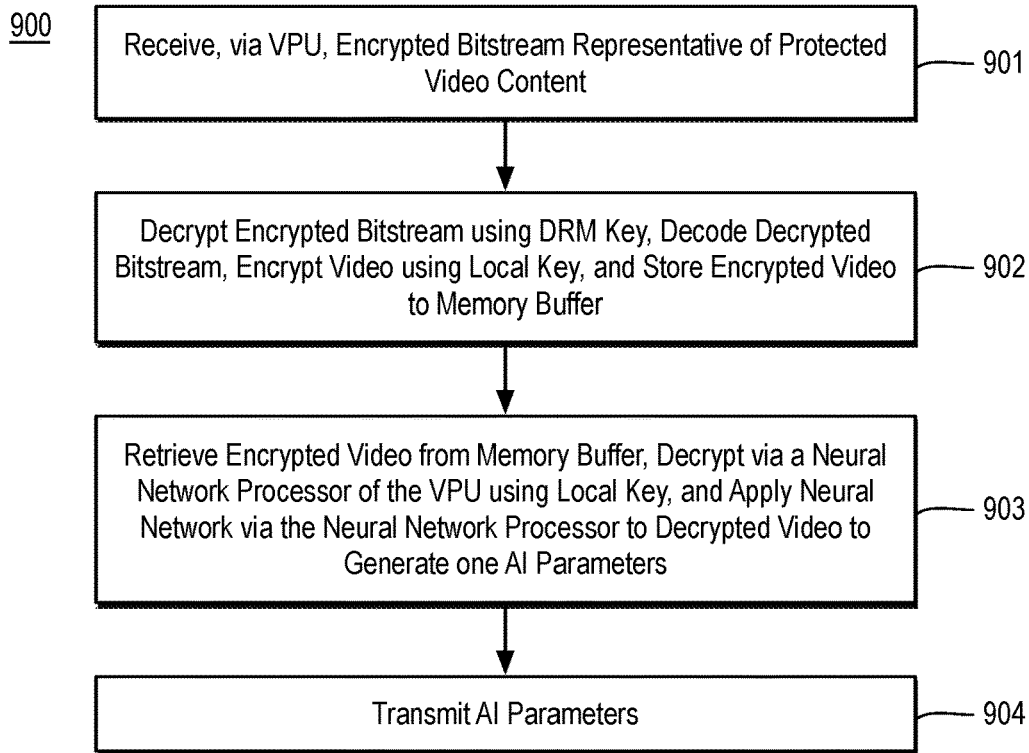 900
Receive, via VPU, Encrypted Bitstream Representative of Protected
Video Content
901
Decrypt Encrypted Bitstream using DRM Key, Decode Decrypted
Bitstream, Encrypt Video using Local Key, and Store Encrypted Video
to Memory Buffer
902
Retrieve Encrypted Video from Memory Buffer, Decrypt via a Neural
Network Processor of the VPU using Local Key, and Apply Neural
Network via the Neural Network Processor to Decrypted Video to
Generate one AI Parameters
903
Transmit AI Parameters
904